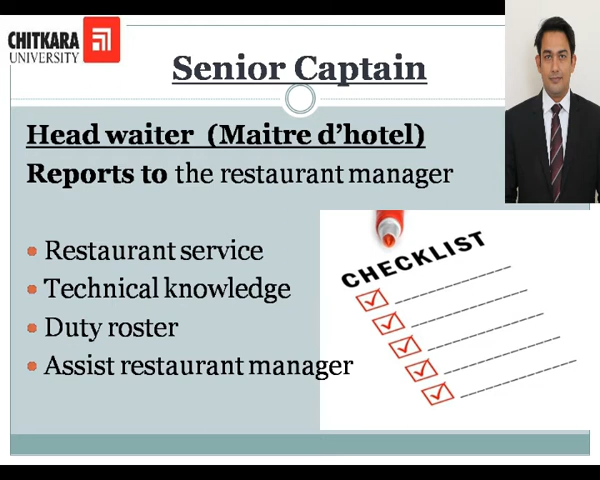 CHITKARA
UNIVERSITY
Senior Captain
Head waiter (Maitre d'hotel)
Reports to the restaurant manager
• Restaurant service
• Technical knowledge
• Duty roster
• Assist restaurant manager
CHECKLIST